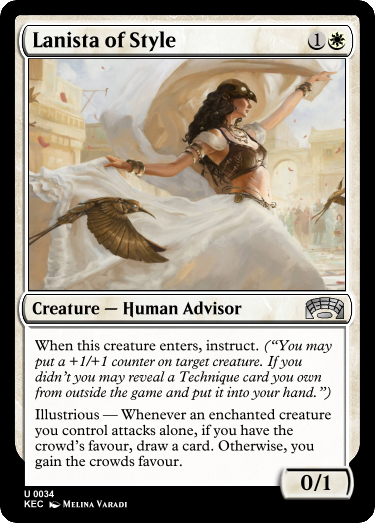 Lanista of Style 1
Creature — Human Advisor
When this creature enters, instruct. (“You may
put a +1/+1 counter on target creature. If you
didn’t you may reveal a Technique card you own
from outside the game and put it into your hand.”)
Illustrious — Whenever an enchanted creature
you control attacks alone, if you have the
crowd’s favour, draw a card. Otherwise, you
gain the crowds favour.
0/1
U 0034
KEC Melina Varadi